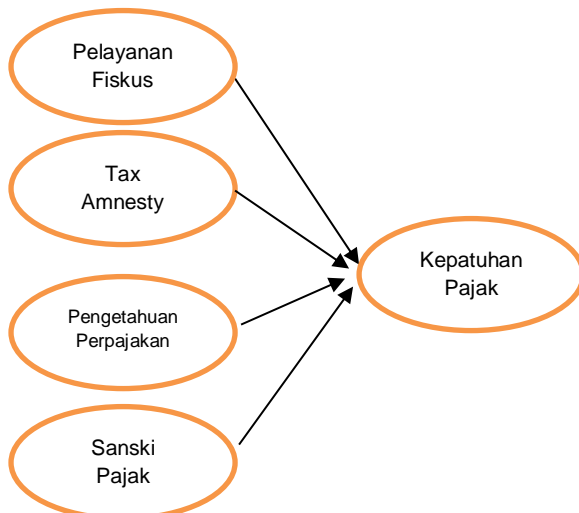 Pelayanan
Fiskus
Tax
Amnesty
Kepatuhan
Pajak
Pengetahuan
Perpajakan
Sanski
Pajak